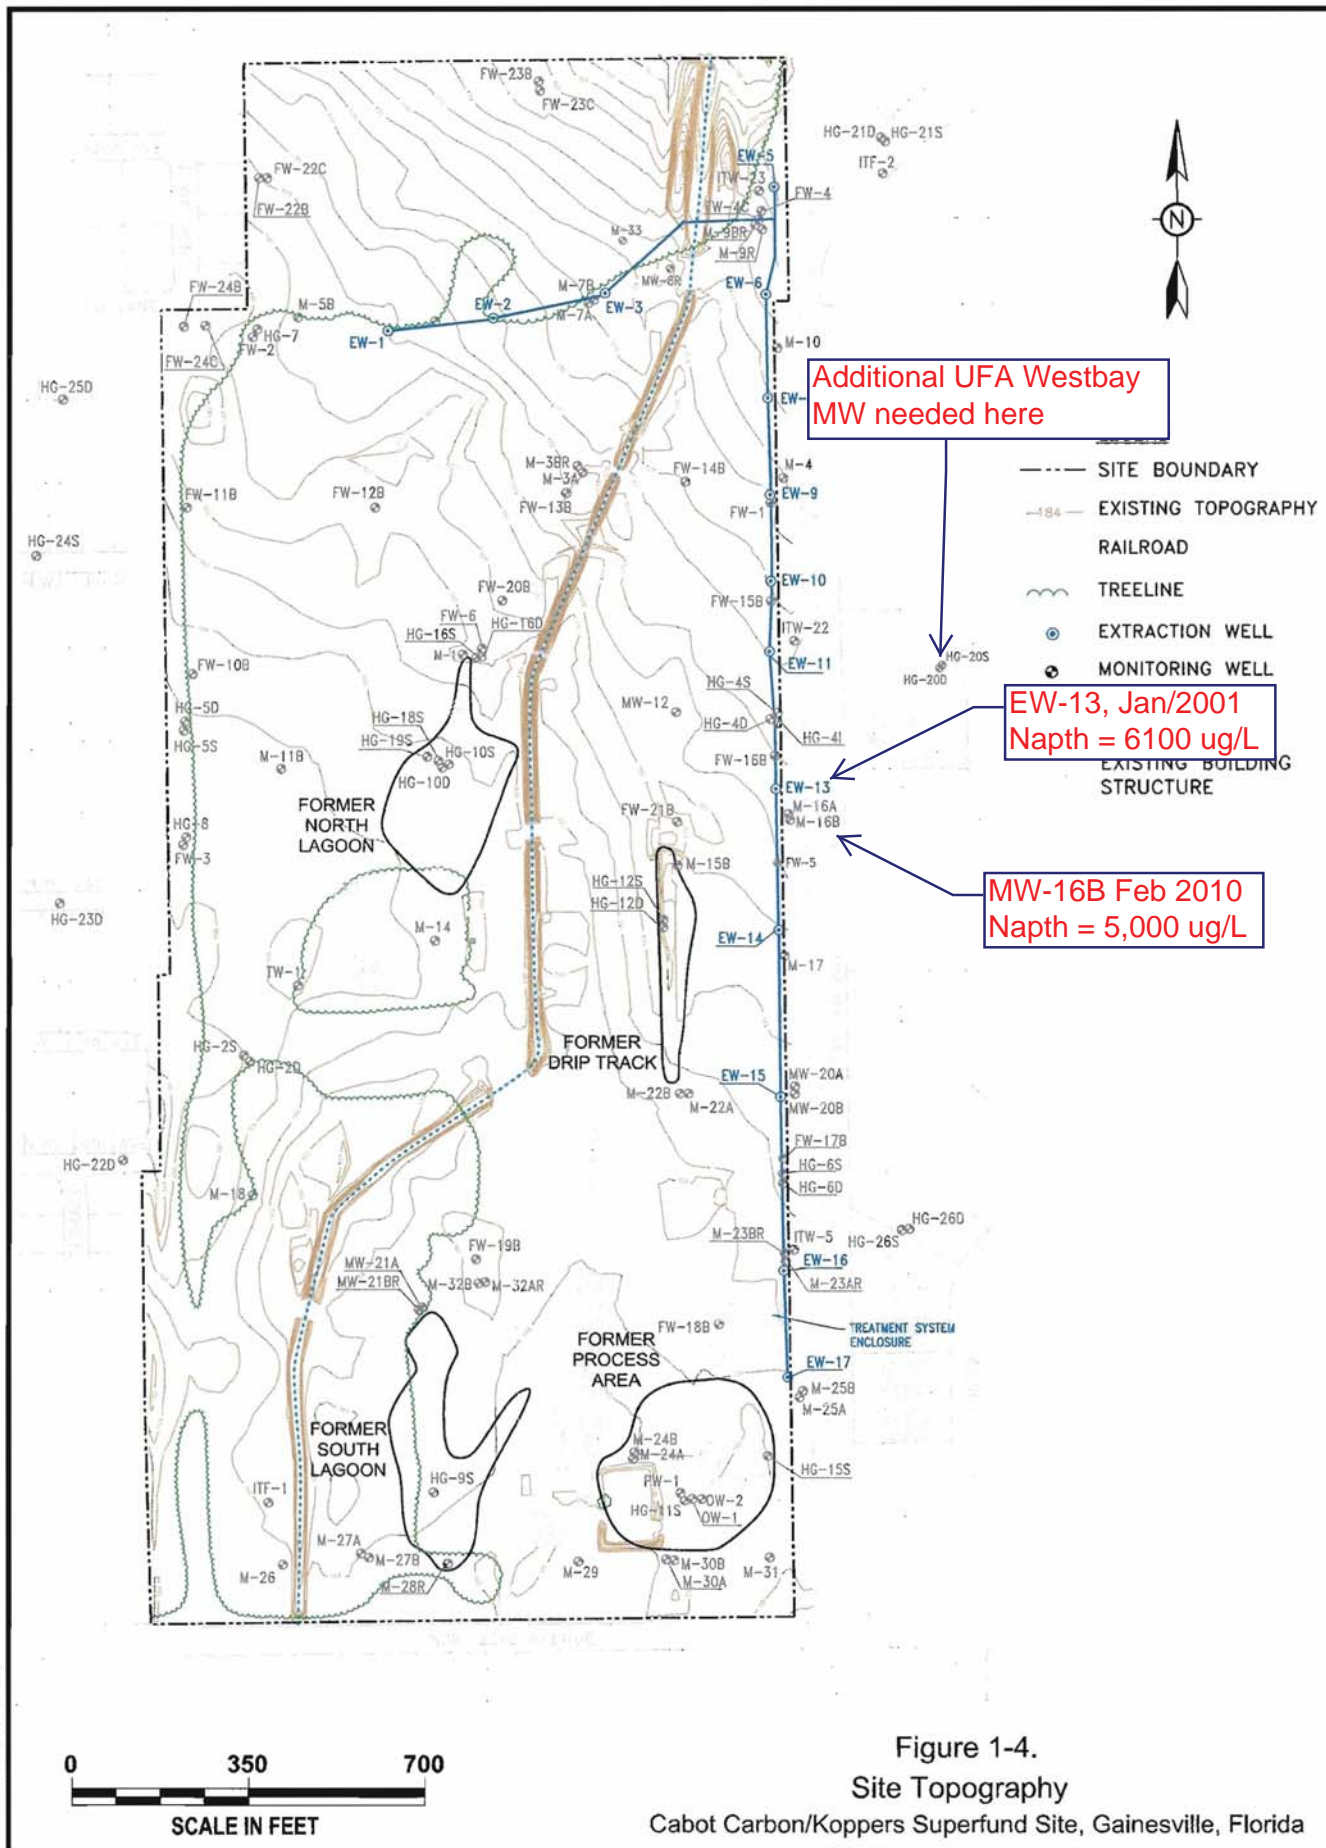 FW-23B
FW-23C
HG-21D
HG-21S
ITF-2
EW-5
FW-22C
ITW-23
FW-4
FW-22B
FW-4C
M-9BR
M-33
M-9R
MW-8R
FW-24B
M-5B
M-7B
EW-6
EW-2
EW-3
M-7A
HG-7
EW-1
FW-2
M-10
FW-24C
HG-25D
Additional UFA Westbay
MW needed here
EW-
M-3BR
M-3A
FW-14B
M-4
SITE BOUNDARY
EW-9
FW-11B
FW-12B
FW-13B
FW-1
184
EXISTING TOPOGRAPHY
HG-24S
RAILROAD
EW-10
TREELINE
FW-20B
FW-15B
FW-6
HG-16D
ITW-22
EXTRACTION WELL
HG-16S
M-1
EW-11
HG-20S
FW-10B
HG-20D
MONITORING WELL
HG-4S
EW-13, Jan/2001
Napth = 6100 ug/L
HG-5D
HG-18S
MW-12
HG-4D
HG-5S
HG-19S
HG-10S
HG-4I
M-11B
HG-10D
FW-16B
EXISTING BUILDING
STRUCTURE
EW-13
FORMER
NORTH
LAGOON
FW-21B
M-16A
M-16B
HG-8
FW-3
M-15B
FW-5
HG-12S
MW-16B Feb 2010
Napth = 5,000 ug/L
HG-23D
HG-12D
M-14
EW-14
M-17
TW-1
FORMER
DRIP TRACK
HG-2S
HG-2D
EW-15
MW-20A
M-22B
M-22A
MW-20B
HG-22D
FW-17B
HG-6S
HG-6D
M-18
HG-26D
M-23BR
ITW-5
HG-26S
FW-19B
MW-21A
EW-16
MW-21BR
M-32B
M-32AR
M-23AR
FW-18B
TREATMENT SYSTEM
ENCLOSURE
FORMER
PROCESS
AREA
EW-17
M-25B
M-25A
FORMER
SOUTH
LAGOON
M-24B
M-24A
HG-15S
HG-9S
PW-1
ITF-1
OW-2
HG-11S
OW-1
M-27A
M-27B
M-26
M-28R
M-29
M-30B
M-30A
M-31
N
0 350 700
SCALE IN FEET
Figure 1-4.
Site Topography
Cabot Carbon/Koppers Superfund Site, Gainesville, Florida